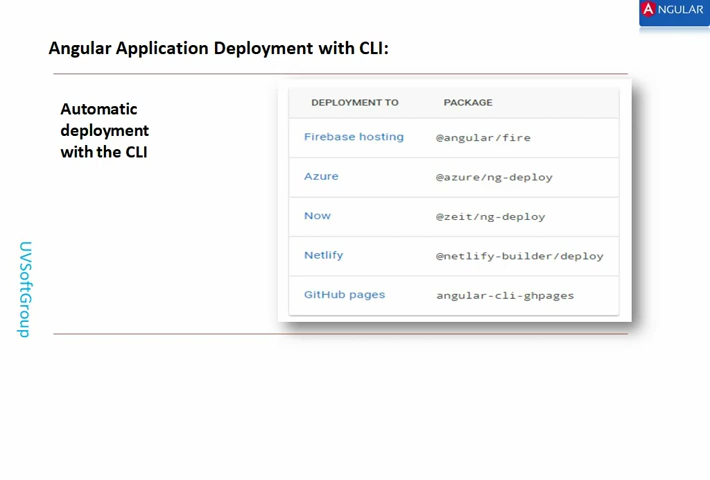 A NGULAR
Angular Application Deployment with CLI:
Automatic
deployment
with the CLI
DEPLOYMENT TO PACKAGE
Firebase hosting @angular/fire
Azure @azure/ng-deploy
Now @zeit/ng-deploy
Netlify @netlify-builder/deploy
GitHub pages angular-cli-ghpages
UVSoftGroup